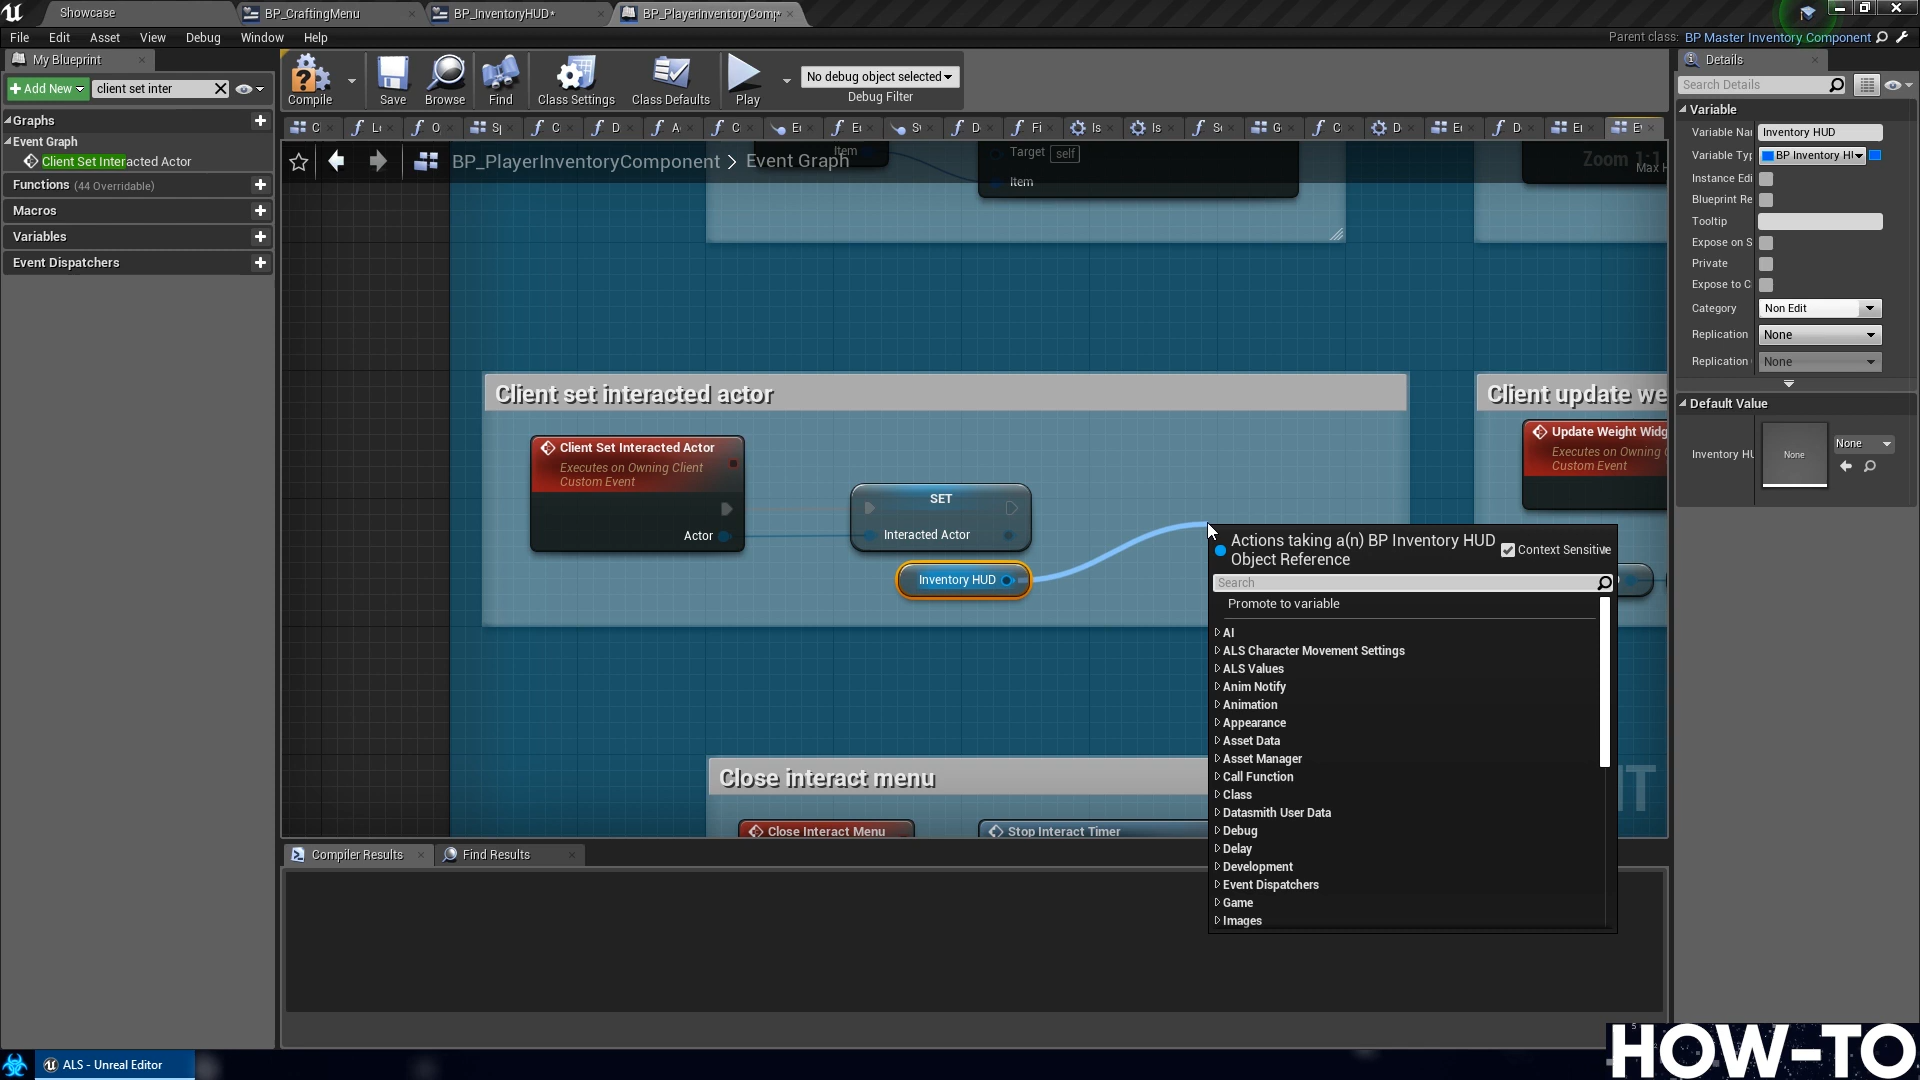 Showcase
BP_CraftingMenu
BP_InventoryHUD*
BP_PlayerInventoryComp
File Edit Asset View Debug Window Help
Parent class: BP Master Inventory Component
My Blueprint
Add New
client set inter
Graphs
Event Graph
Client Set Interacted Actor
Functions (44 Overridable)
Macros
Variables
Event Dispatchers
Compile
Save
Browse
Find
Class Settings
Class Defaults
Play
No debug object selected
Debug Filter
BP_PlayerInventoryComponent > Event Graph
Zoom 1:1
Max H
Item
Target self
Item
Client set interacted actor
Client Set Interacted Actor
Executes on Owning Client
Custom Event
Actor
SET
Interacted Actor
Inventory HUD
Client update we
Update Weight Widg
Executes on Owning C
Custom Event
Close interact menu
Close Interact Menu
Stop Interact Timer
Actions taking a(n) BP Inventory HUD
Object Reference
Context Sensitive
Search
Promote to variable
AI
ALS Character Movement Settings
ALS Values
Anim Notify
Animation
Appearance
Asset Data
Asset Manager
Call Function
Class
Datasmith User Data
Debug
Delay
Development
Event Dispatchers
Game
Images
Compiler Results
Find Results
Details
Search Details
Variable
Variable Na Inventory HUD
Variable Typ BP Inventory H
Instance Edi
Blueprint Re
Tooltip
Expose on S
Private
Expose to C
Category Non Edit
Replication None
Replication None
Default Value
Inventory HU
None
None
ALS - Unreal Editor
HOW-TO